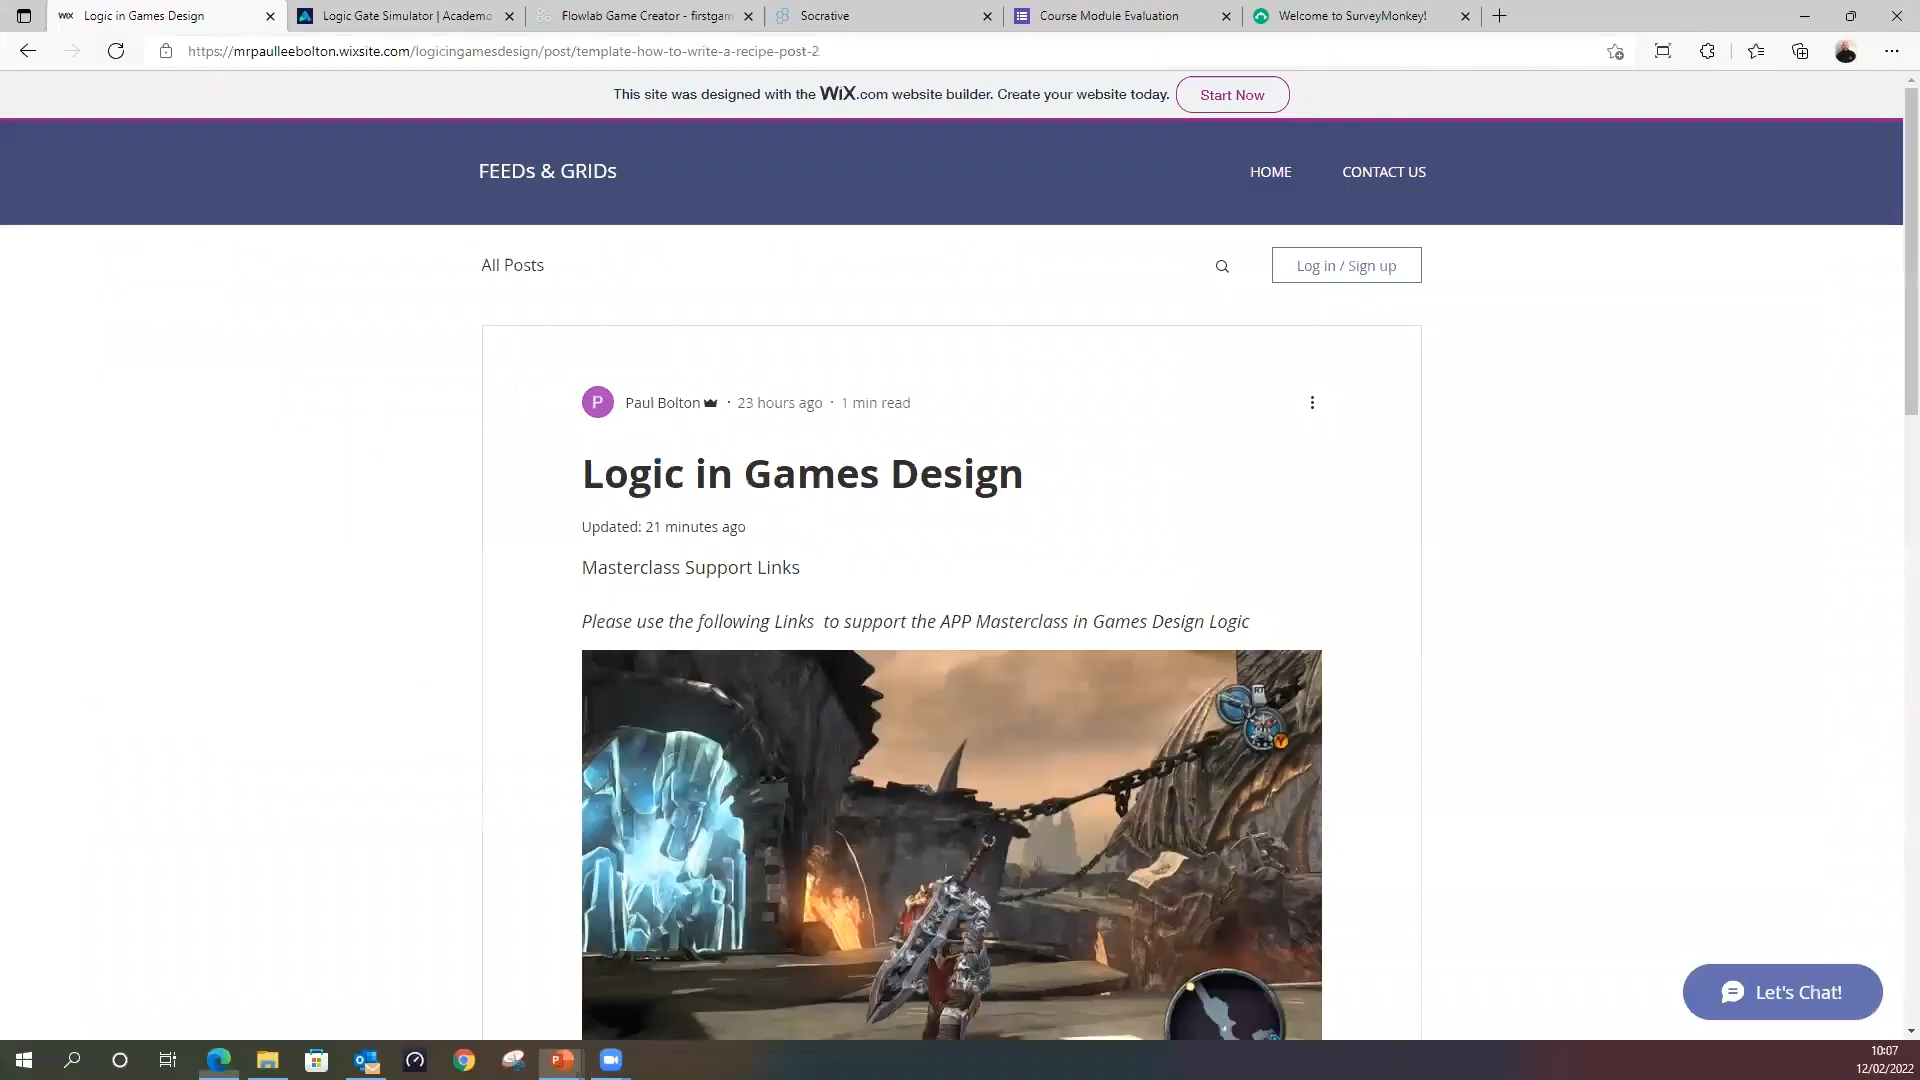 WiX Logic in Games Design
Logic Gate Simulator | Academo
Flowlab Game Creator - firstgam
Socrative
Course Module Evaluation
Welcome to SurveyMonkey!
https://mrpaulleebolton.wixsite.com/logicingamesdesign/post/template-how-to-write-a-recipe-post-2
This site was designed with the WiX.com website builder. Create your website today. Start Now
FEEDs & GRIDs
HOME
CONTACT US
All Posts
Log in / Sign up
P Paul Bolton · 23 hours ago · 1 min read
Logic in Games Design
Updated: 21 minutes ago
Masterclass Support Links
Please use the following Links to support the APP Masterclass in Games Design Logic
RT
Y
Let's Chat!
10:07
12/02/2022